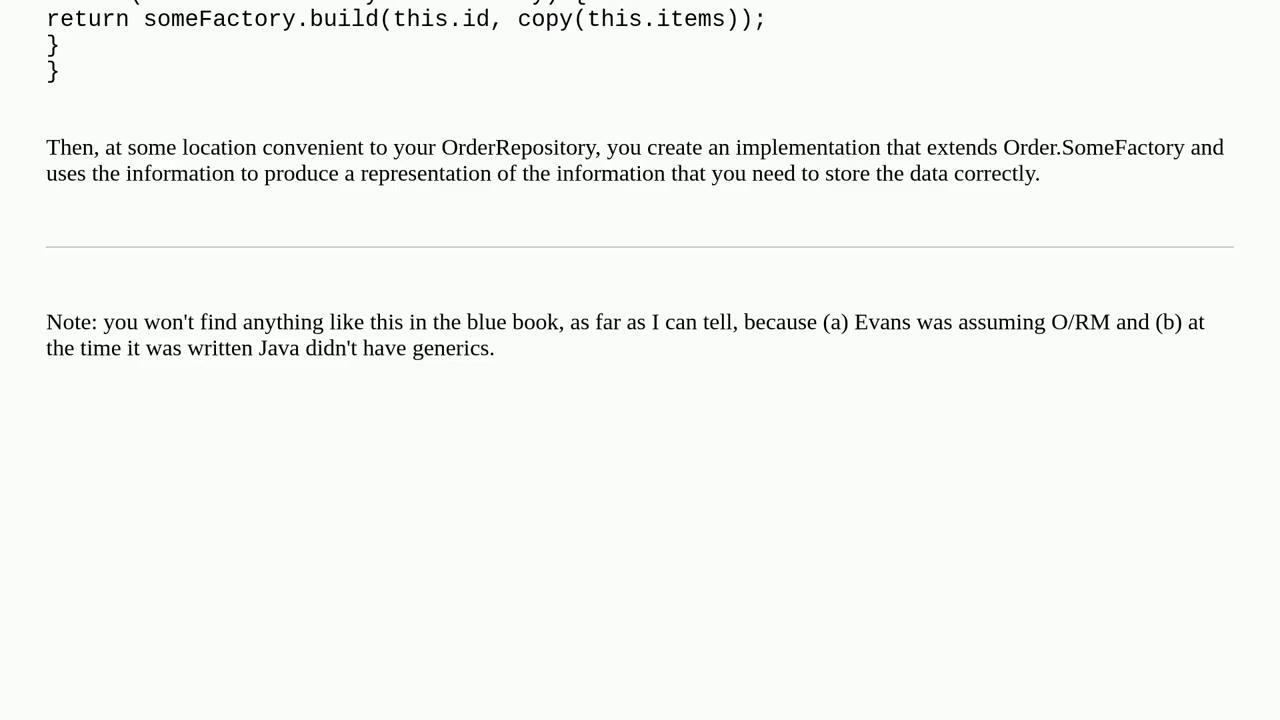 return someFactory.build(this.id, copy(this.items));
}
}
Then, at some location convenient to your OrderRepository, you create an implementation that extends Order.SomeFactory and
uses the information to produce a representation of the information that you need to store the data correctly.
Note: you won't find anything like this in the blue book, as far as I can tell, because (a) Evans was assuming O/RM and (b) at
the time it was written Java didn't have generics.